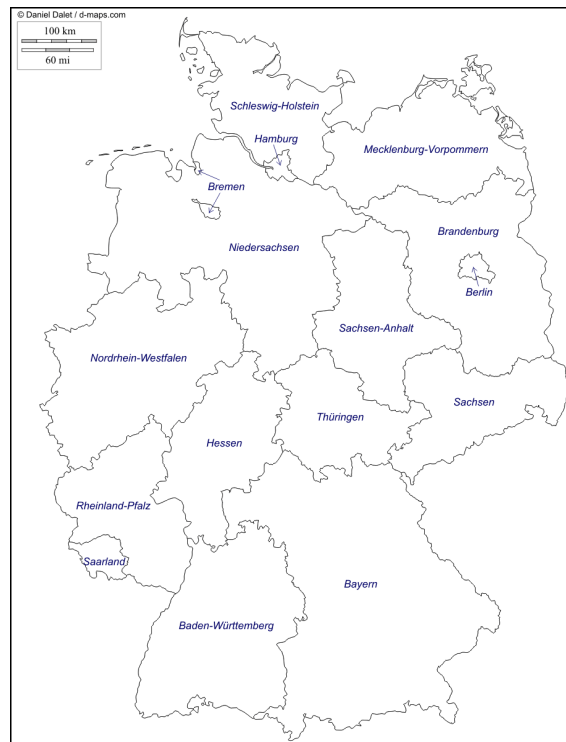 © Daniel Dalet / d-maps.com
100 km
60 mi
Schleswig-Holstein
Hamburg
Mecklenburg-Vorpommern
Bremen
Niedersachsen
Brandenburg
Berlin
Sachsen-Anhalt
Nordrhein-Westfalen
Sachsen
Thüringen
Hessen
Rheinland-Pfalz
Saarland
Bayern
Baden-Württemberg